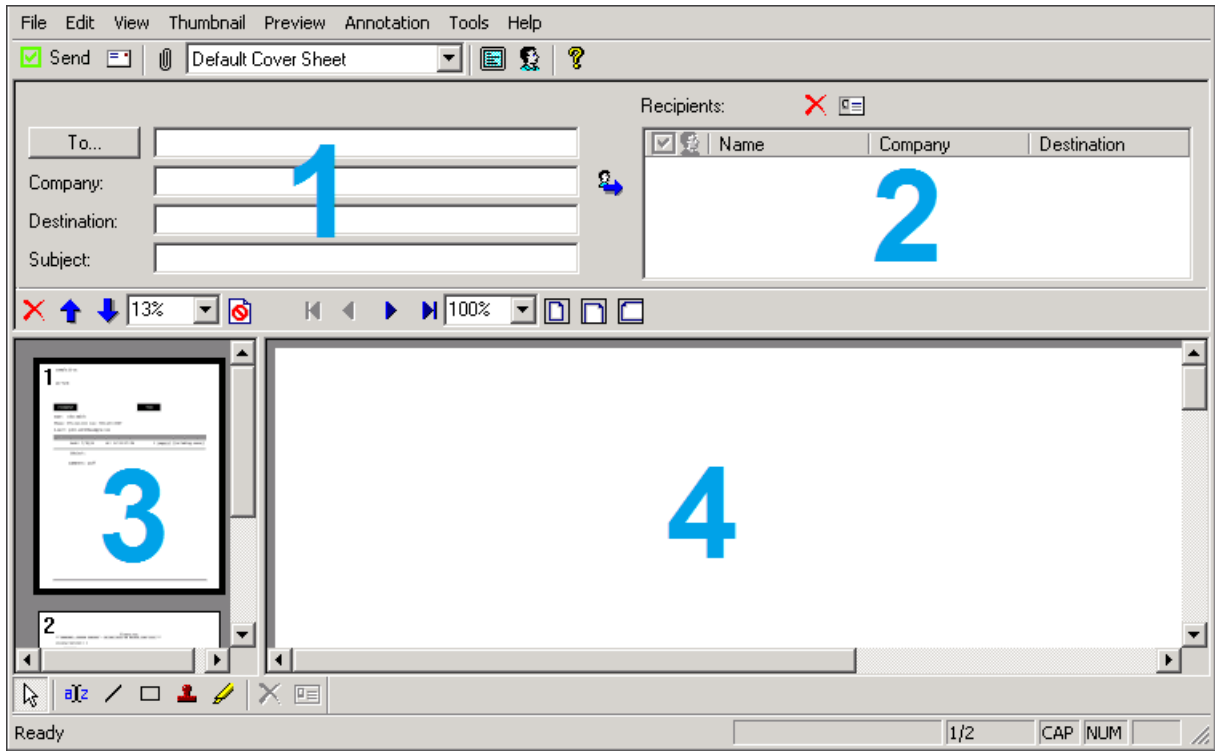 File Edit View Thumbnail Preview Annotation Tools Help
Send Default Cover Sheet
Recipients:
To...
Name Company Destination
1
2
Company:
Destination:
Subject:
13% 100%
1
3
4
2
a z
Ready 1/2 CAP NUM